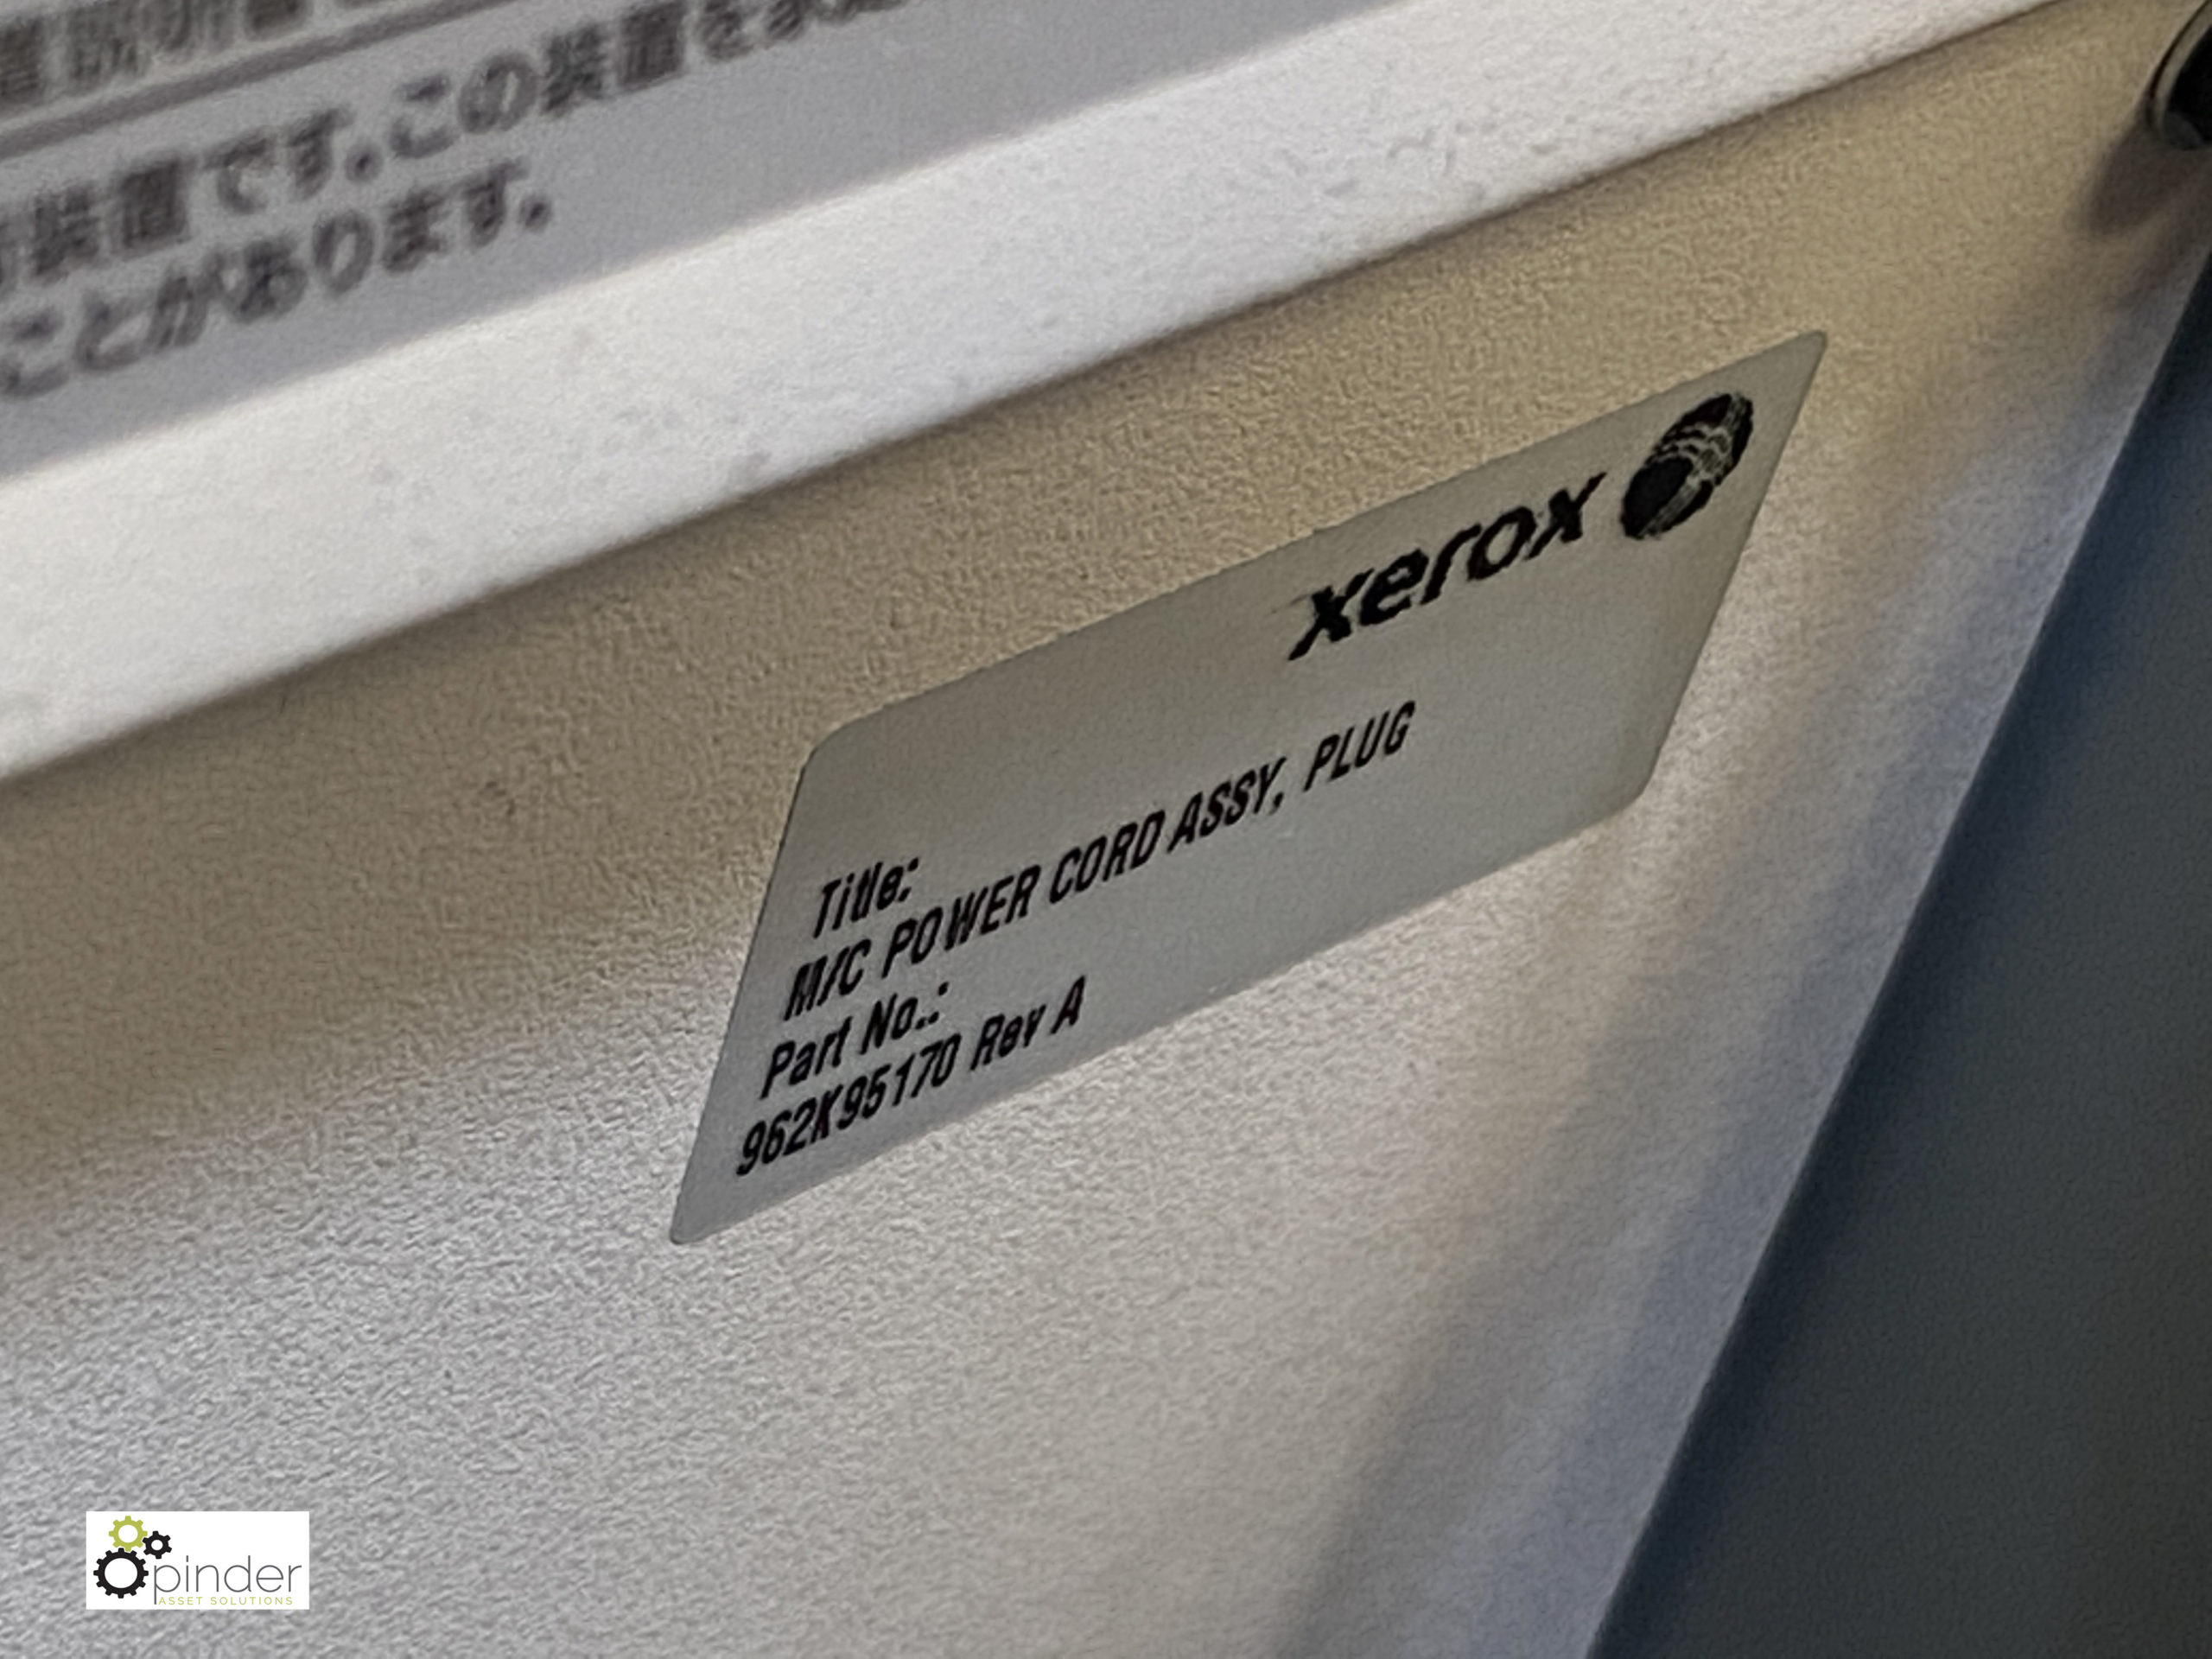 装置です。この装置を
ことがあります。
xerox
Title:
M/C POWER CORD ASSY, PLUG
Part No.:
962K95170 Rev A
pinder
ASSET SOLUTIONS